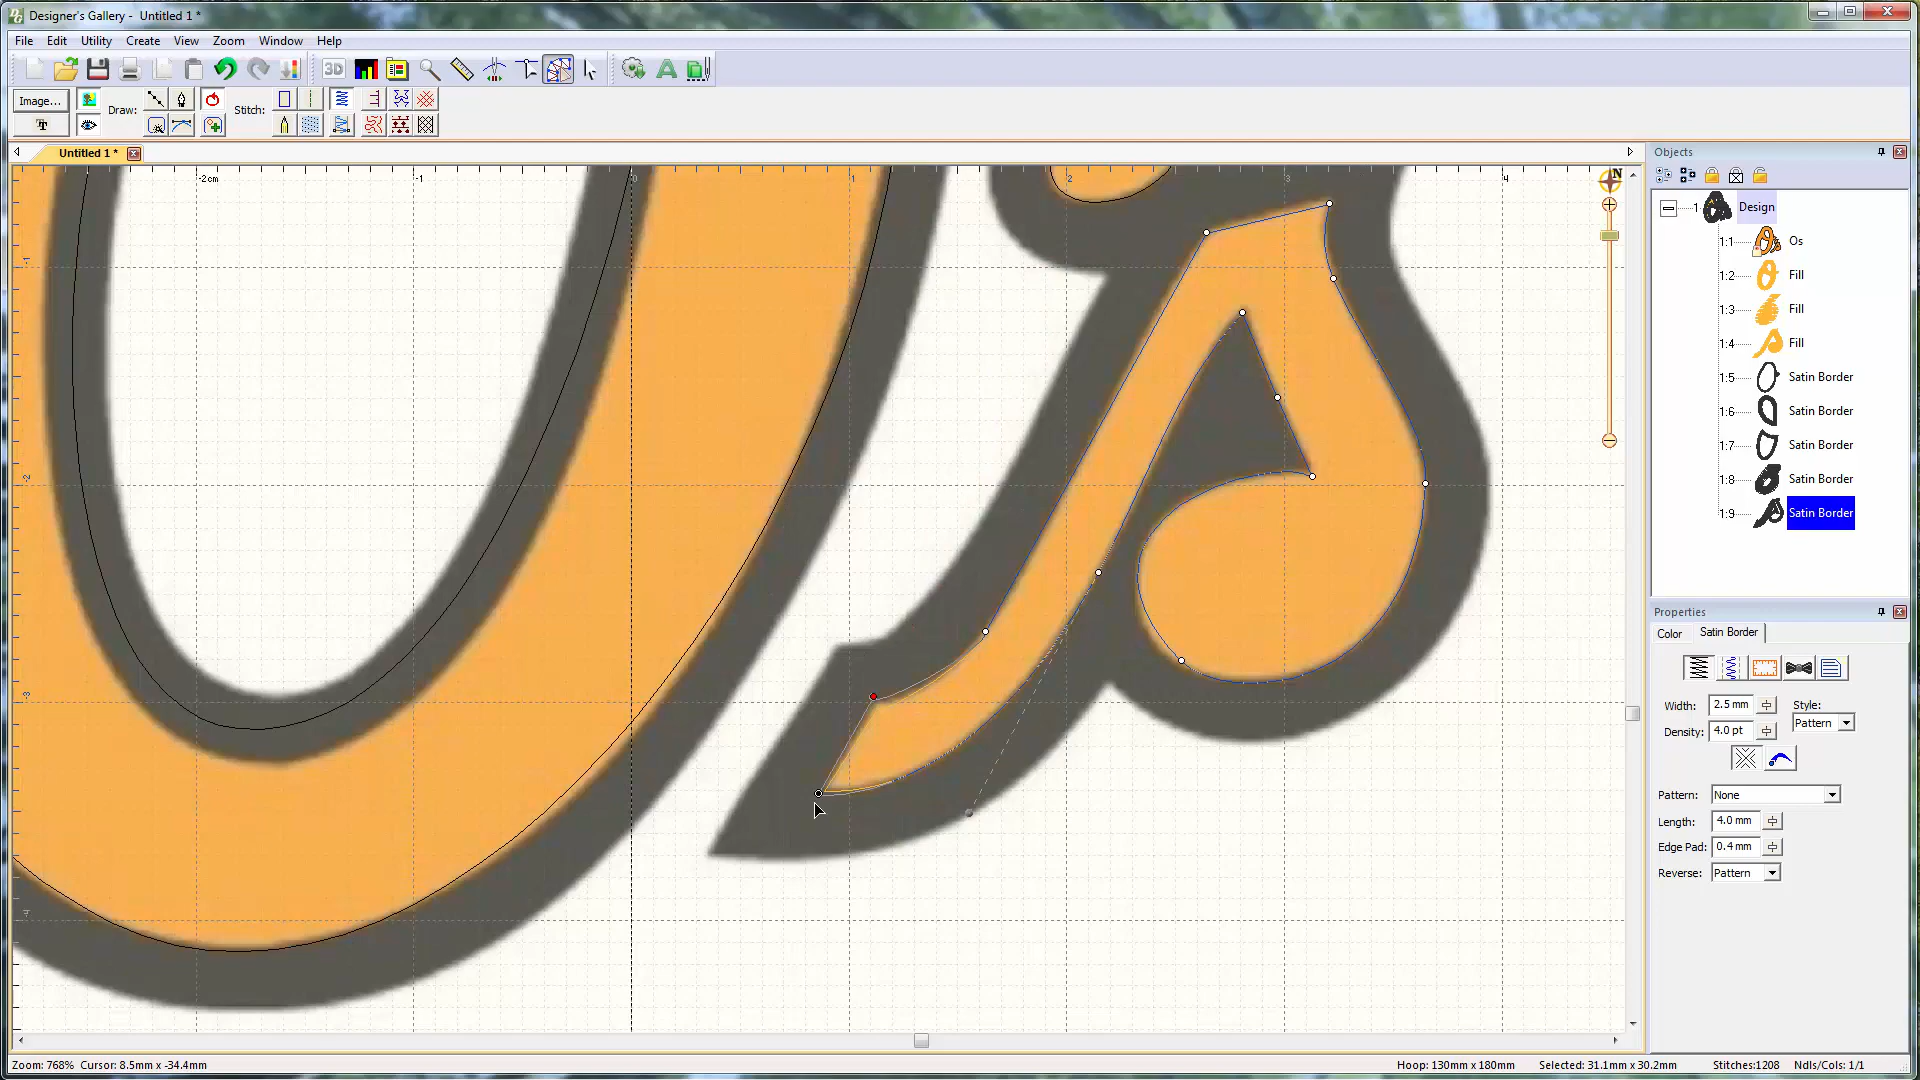 Designer's Gallery - Untitled 1 *
File Edit Utility Create View Zoom Window Help
3D
Image... Draw: Stitch:
Untitled 1 *
-2cm -1 0 1 2 3 4
N
-1
-2
-3
Objects
1 Design
1:1 Os
1:2 Fill
1:3 Fill
1:4 Fill
1:5 Satin Border
1:6 Satin Border
1:7 Satin Border
1:8 Satin Border
1:9 Satin Border
Properties
Color Satin Border
Width: 2.5 mm Style:
Density: 4.0 pt Pattern
Pattern: None
Length: 4.0 mm
Edge Pad: 0.4 mm
Reverse: Pattern
Zoom: 768% Cursor: 8.5mm x -34.4mm Hoop: 130mm x 180mm Selected: 31.1mm x 30.2mm Stitches:1208 Ndls/Cols: 1/1